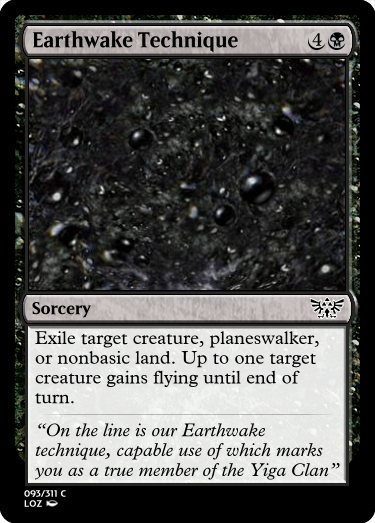 Earthwake Technique 4
Sorcery
Exile target creature, planeswalker,
or nonbasic land. Up to one target
creature gains flying until end of
turn.
“On the line is our Earthwake
technique, capable use of which marks
you as a true member of the Yiga Clan”
093/311 C
LOZ